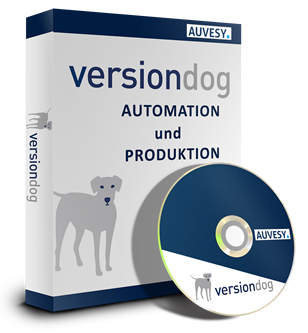 AUVESY®
versiondog
AUTOMATION
und
PRODUKTION
versiondog
AUVESY®
versiondog